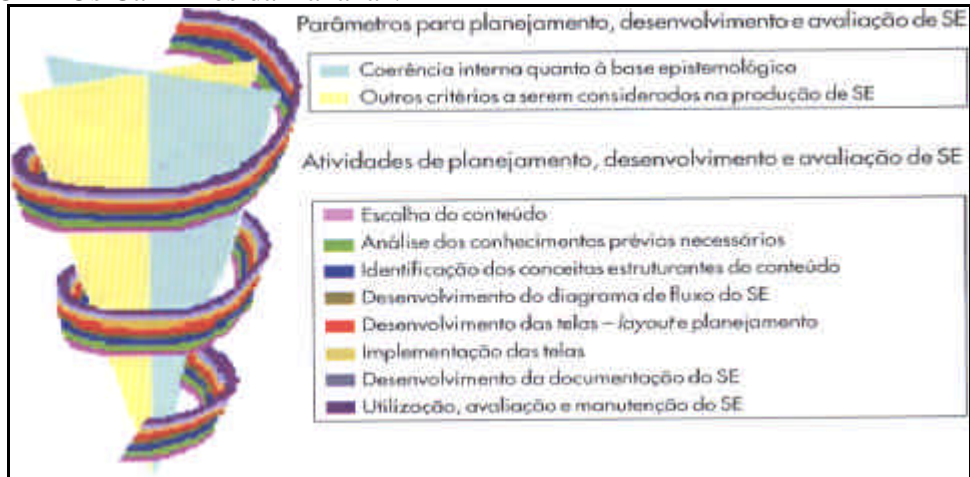 Parâmetros para planejamento, desenvolvimento e avaliação de SE
Coerência interna quanto à base epistemológica
Outros critérios a serem considerados na produção de SE
Atividades de planejamento, desenvolvimento e avaliação de SE
Escolha do conteúdo
Análise dos conhecimentos prévios necessários
Identificação dos conceitos estruturantes do conteúdo
Desenvolvimento do diagrama de fluxo do SE
Desenvolvimento das telas – layout e planejamento
Implementação das telas
Desenvolvimento da documentação do SE
Utilização, avaliação e manutenção do SE